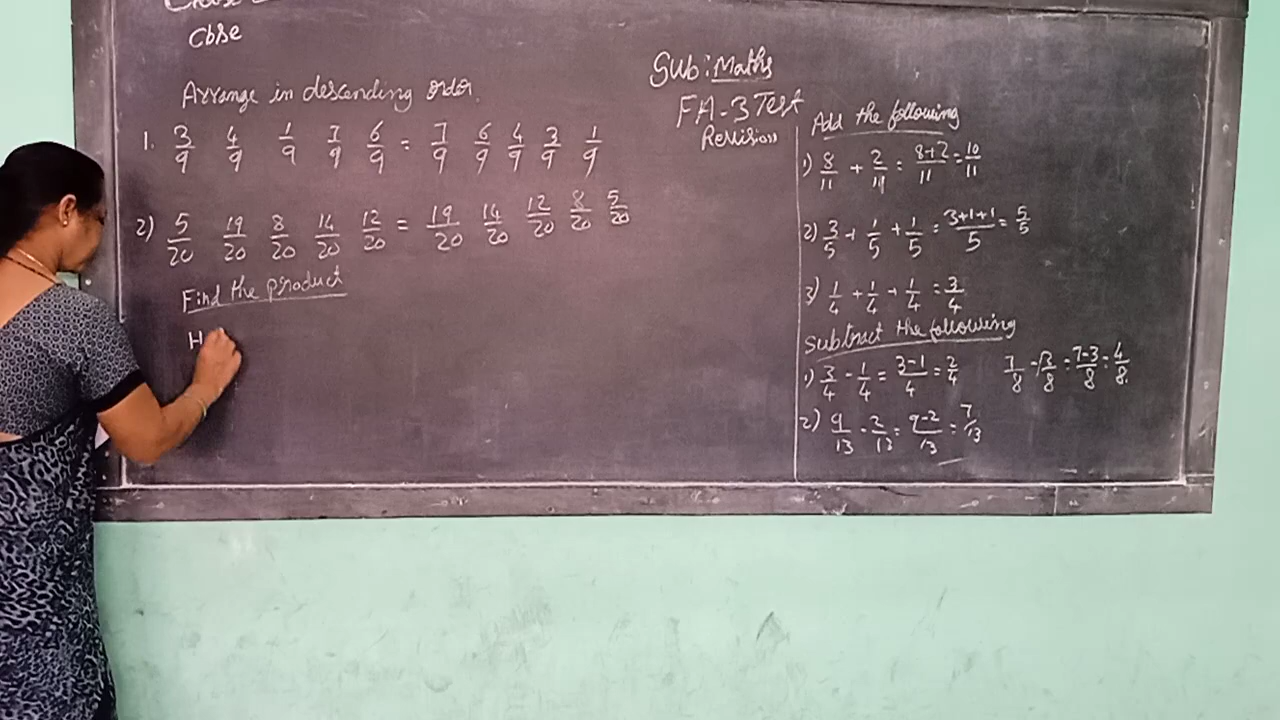 cbse
Arrange in descending order.
1. 3/9 4/9 1/9 7/9 6/9 = 7/9 6/9 4/9 3/9 1/9
2) 5/20 19/20 8/20 14/20 12/20 = 19/20 14/20 12/20 8/20 5/20
Find the product
H
Sub: Maths
FA-3 Test
Revision
Add the following
1) 8/11 + 2/11 = 8+2/11 = 10/11
2) 3/5 + 1/5 + 1/5 = 3+1+1/5 = 5/5
3) 1/4 + 1/4 + 1/4 = 3/4
Subtract the following
1) 3/4 - 1/4 = 3-1/4 = 2/4 7/8 - 3/8 = 7-3/8 = 4/8.
2) 9/13 - 2/13 = 9-2/13 = 7/13